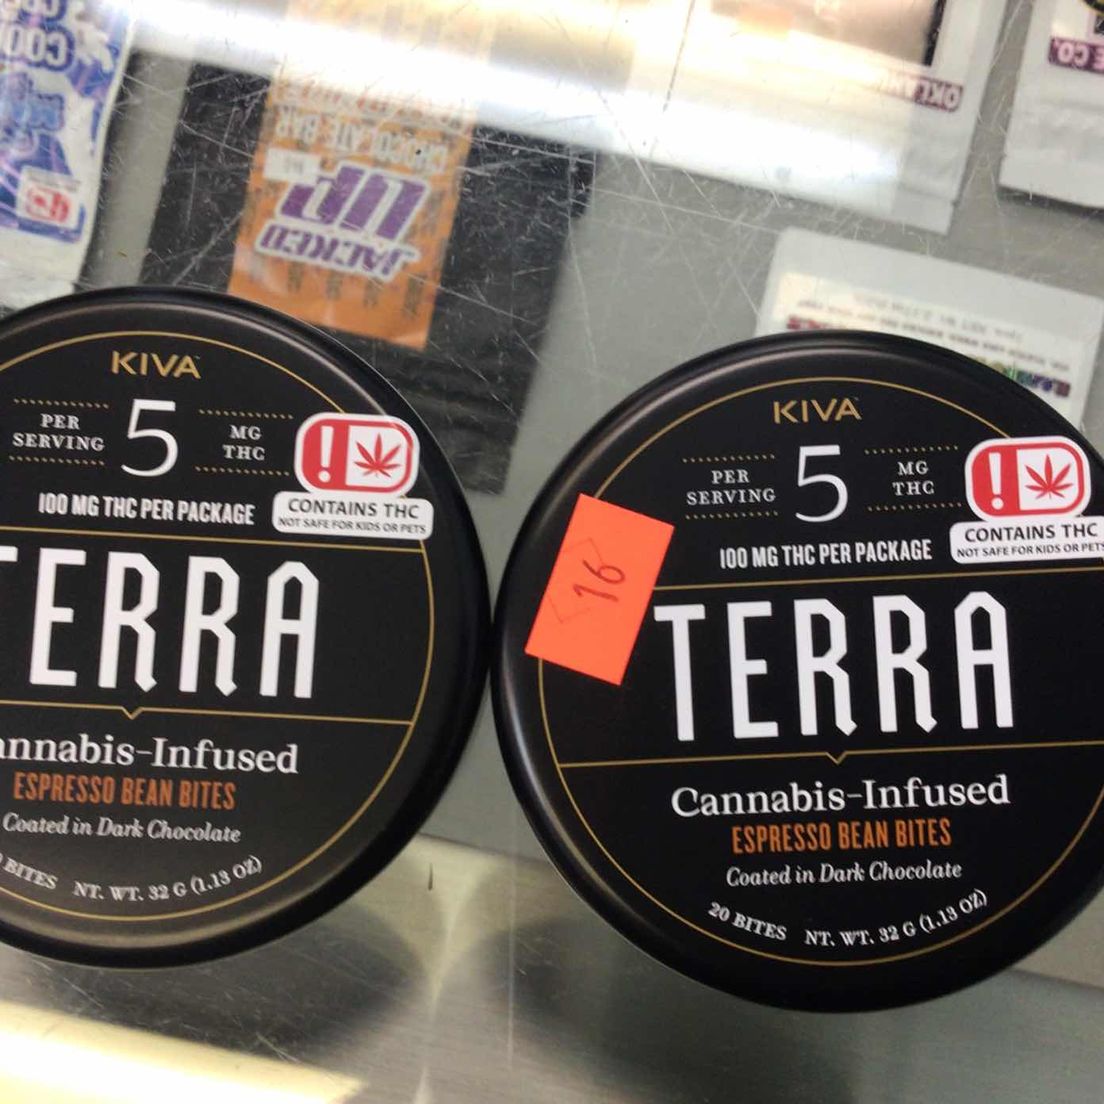 COO
CHOCOLATE BAR
UP
JACKED
OKLAN
E CO.
KIVA
PER
SERVING
5
MG
THC
100 MG THC PER PACKAGE
CONTAINS THC
NOT SAFE FOR KIDS OR PETS
TERRA
annabis-Infused
ESPRESSO BEAN BITES
Coated in Dark Chocolate
BITES NT. WT. 32 G (1.13 OZ)
KIVA
PER
SERVING
5
MG
THC
100 MG THC PER PACKAGE
CONTAINS THC
NOT SAFE FOR KIDS OR PETS
16
TERRA
Cannabis-Infused
ESPRESSO BEAN BITES
Coated in Dark Chocolate
20 BITES NT. WT. 32 G (1.13 OZ)